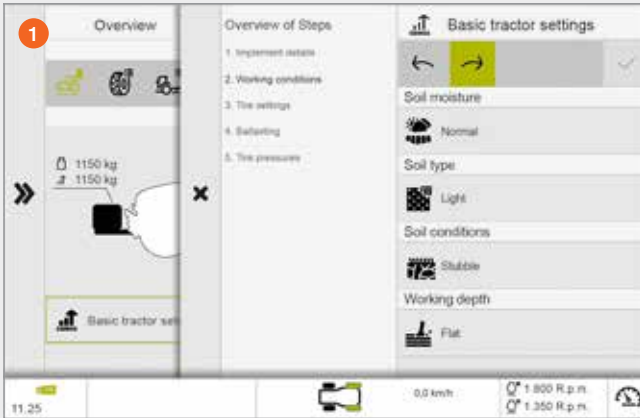 1
Overview
1150 kg
1150 kg
Basic tractor set
11.25
Overview of Steps
1. Implement details
2. Working conditions
3. Tire settings
4. Ballasting
5. Tire pressures
Basic tractor settings
Soil moisture
Normal
Soil type
Light
Soil conditions
Stubble
Working depth
Flat
0,0 km/h
1.800 R.p.m.
1.350 R.p.m.